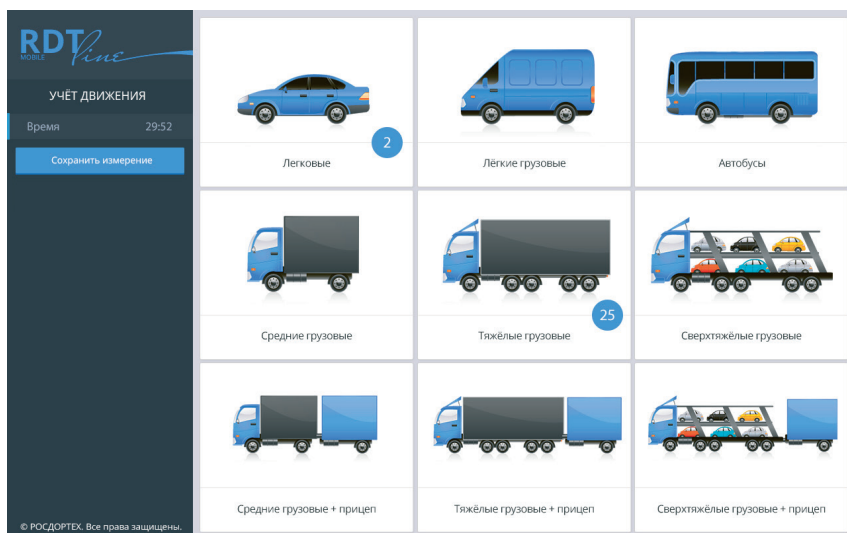 RDT Line
MOBILE
УЧЁТ ДВИЖЕНИЯ
Время 29:52
Сохранить измерение
2
Легковые
Лёгкие грузовые
Автобусы
Средние грузовые
25
Тяжёлые грузовые
Сверхтяжёлые грузовые
Средние грузовые + прицеп
Тяжёлые грузовые + прицеп
Сверхтяжёлые грузовые + прицеп
© РОСДОРТЕХ. Все права защищены.